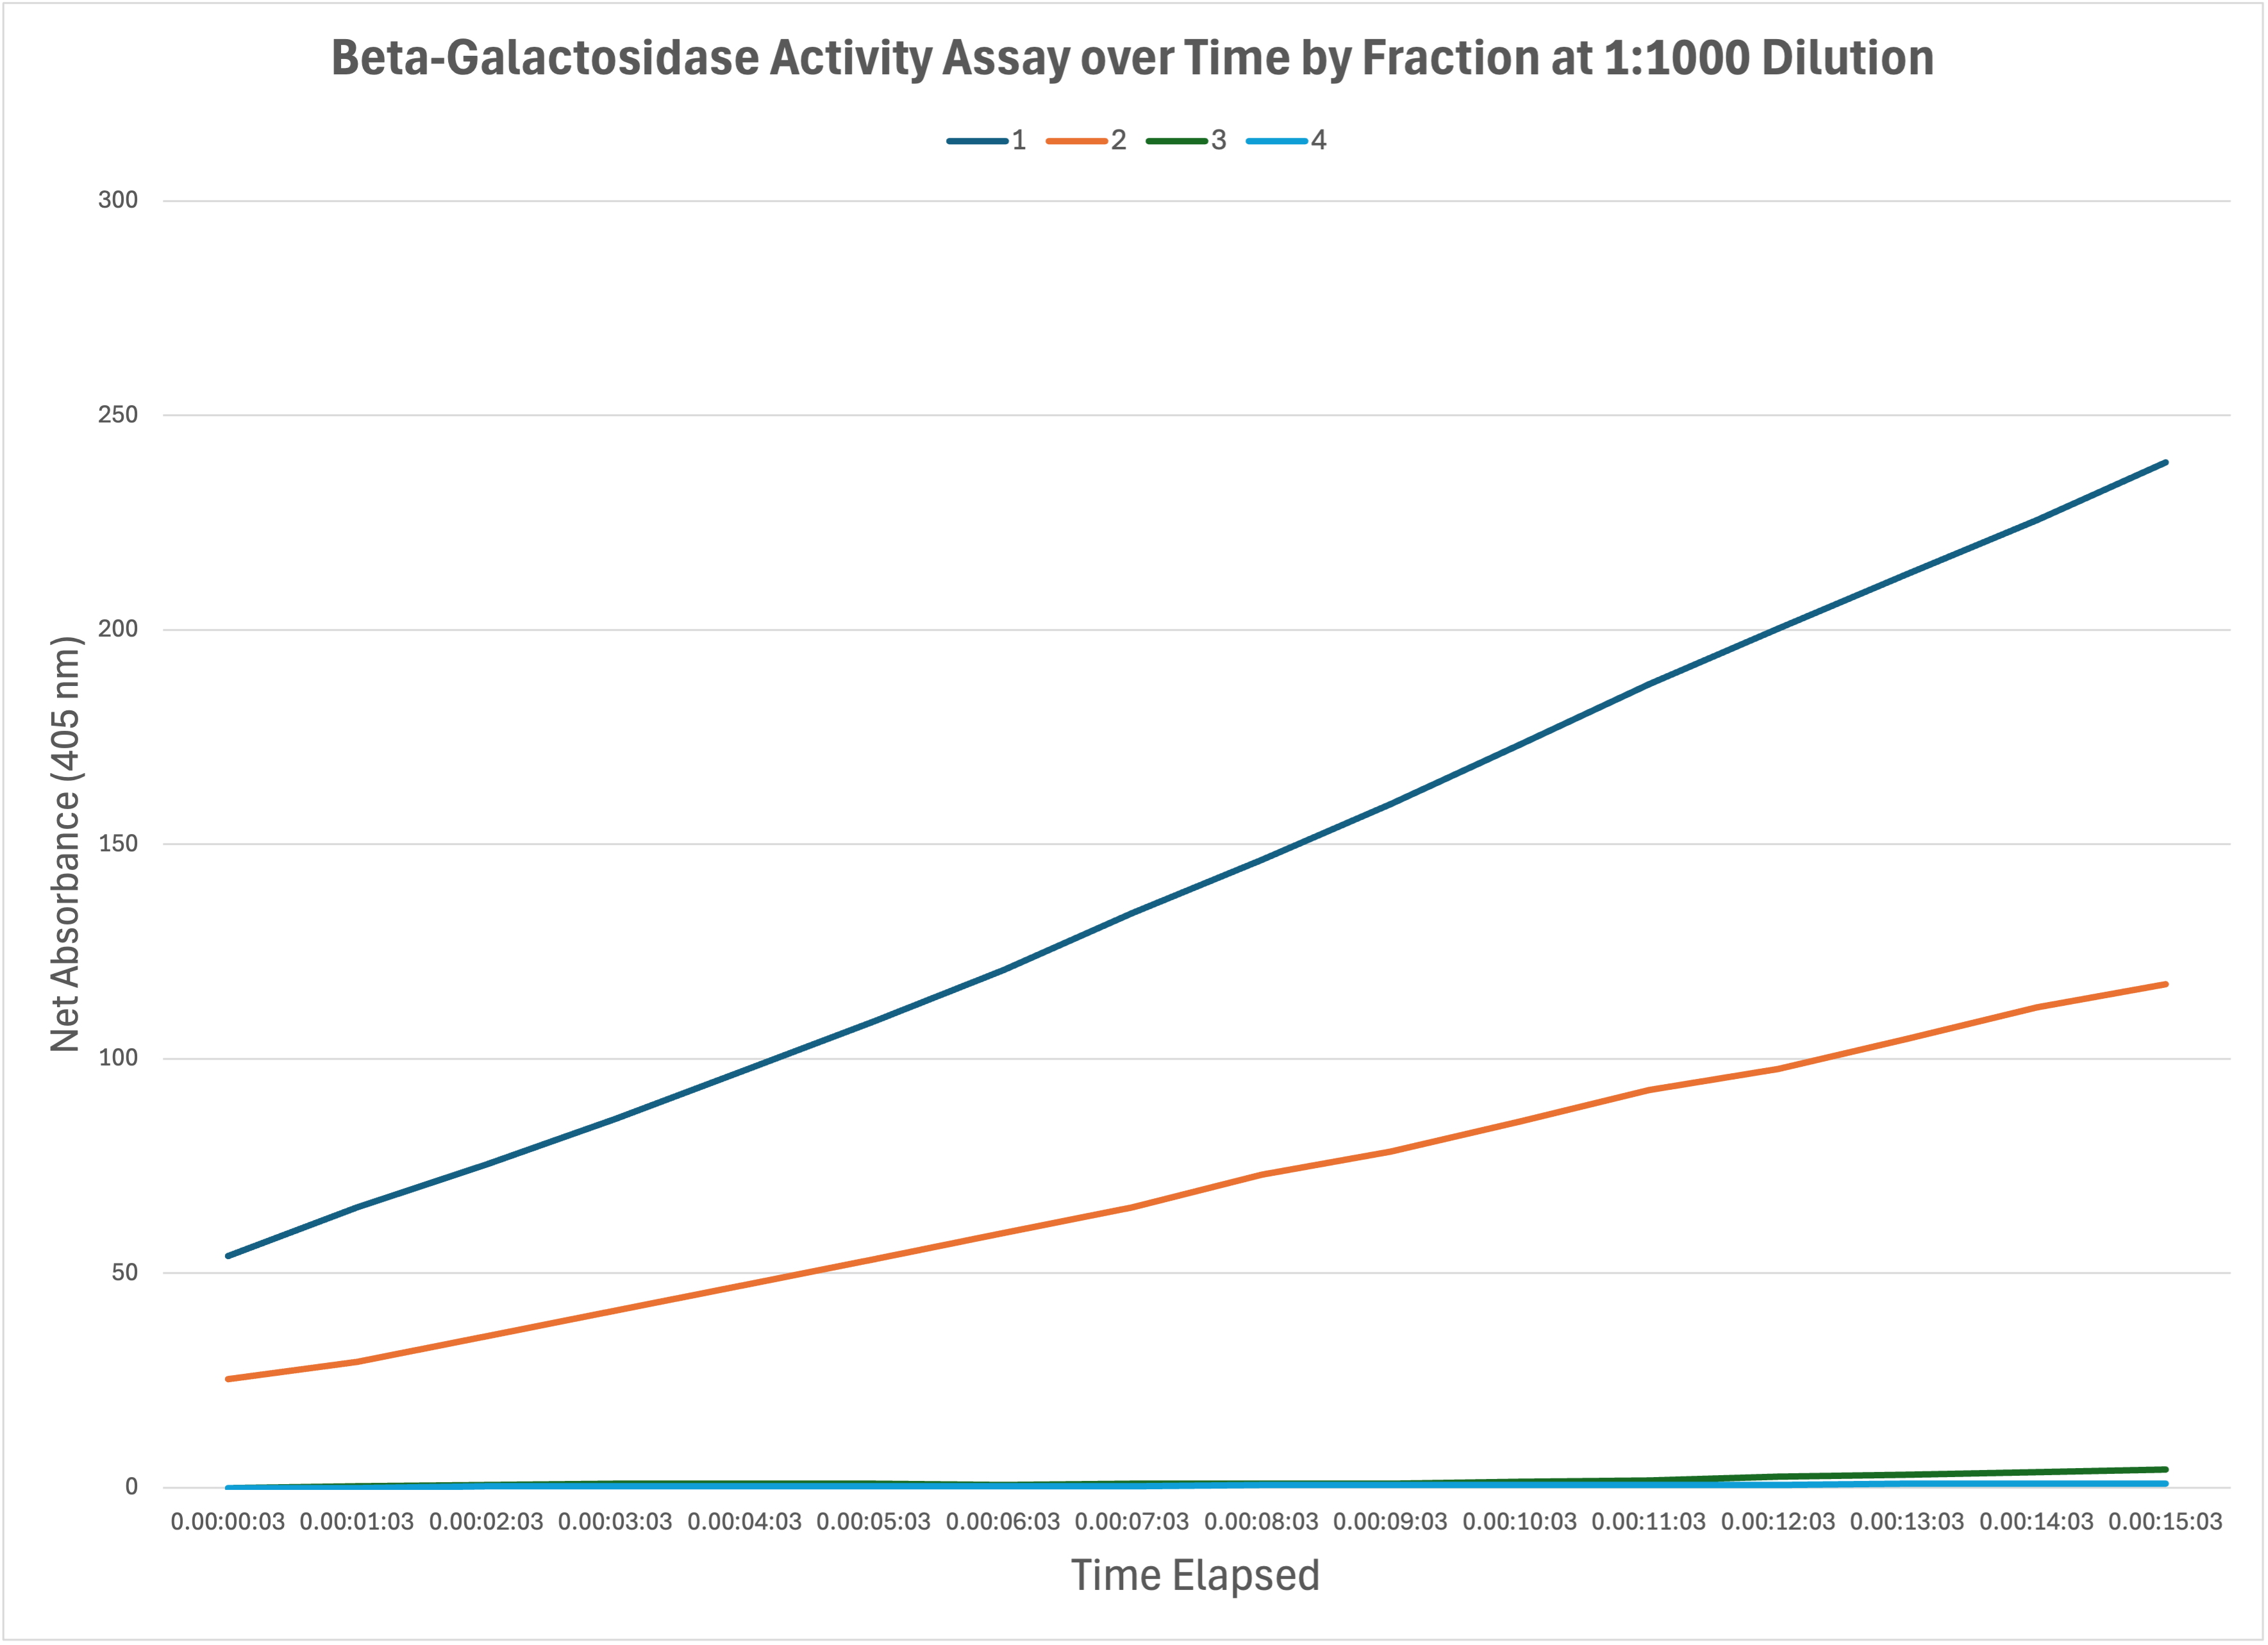 Beta-Galactosidase Activity Assay over Time by Fraction at 1:1000 Dilution
1 2 3 4
300
250
200
150
100
50
0
Net Absorbance (405 nm)
0.00:00:03 0.00:01:03 0.00:02:03 0.00:03:03 0.00:04:03 0.00:05:03 0.00:06:03 0.00:07:03 0.00:08:03 0.00:09:03 0.00:10:03 0.00:11:03 0.00:12:03 0.00:13:03 0.00:14:03 0.00:15:03
Time Elapsed